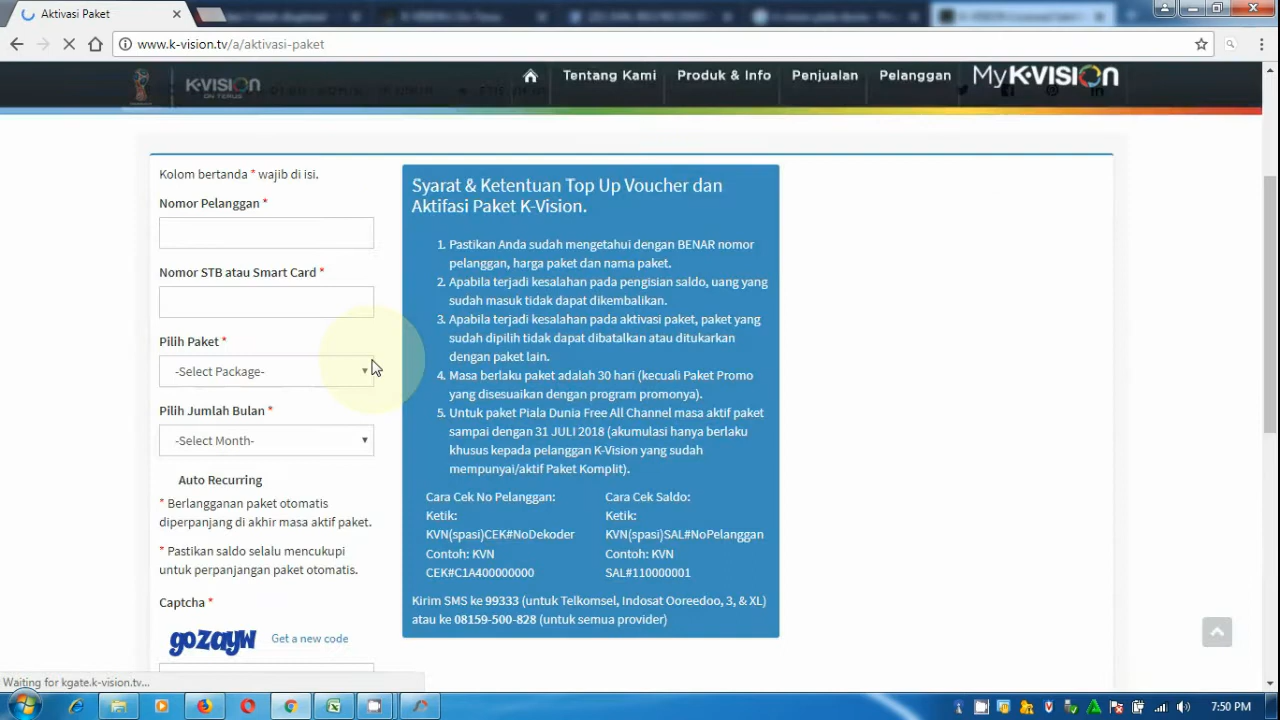 Aktivasi Paket
www.k-vision.tv/a/aktivasi-paket
K-VISION
ON TERUS
Tentang Kami
Produk & Info
Penjualan
Pelanggan
MyK-VISION
Kolom bertanda * wajib di isi.
Nomor Pelanggan *
Nomor STB atau Smart Card *
Pilih Paket *
-Select Package-
Pilih Jumlah Bulan *
-Select Month-
Auto Recurring
* Berlangganan paket otomatis
diperpanjang di akhir masa aktif paket.
* Pastikan saldo selalu mencukupi
untuk perpanjangan paket otomatis.
Captcha *
gozayw
Get a new code
Syarat & Ketentuan Top Up Voucher dan
Aktifasi Paket K-Vision.
1. Pastikan Anda sudah mengetahui dengan BENAR nomor
pelanggan, harga paket dan nama paket.
2. Apabila terjadi kesalahan pada pengisian saldo, uang yang
sudah masuk tidak dapat dikembalikan.
3. Apabila terjadi kesalahan pada aktivasi paket, paket yang
sudah dipilih tidak dapat dibatalkan atau ditukarkan
dengan paket lain.
4. Masa berlaku paket adalah 30 hari (kecuali Paket Promo
yang disesuaikan dengan program promonya).
5. Untuk paket Piala Dunia Free All Channel masa aktif paket
sampai dengan 31 JULI 2018 (akumulasi hanya berlaku
khusus kepada pelanggan K-Vision yang sudah
mempunyai/aktif Paket Komplit).
Cara Cek No Pelanggan:
Ketik:
KVN(spasi)CEK#NoDekoder
Contoh: KVN
CEK#C1A400000000
Cara Cek Saldo:
Ketik:
KVN(spasi)SAL#NoPelanggan
Contoh: KVN
SAL#110000001
Kirim SMS ke 99333 (untuk Telkomsel, Indosat Ooreedoo, 3, & XL)
atau ke 08159-500-828 (untuk semua provider)
Waiting for kgate.k-vision.tv...
7:50 PM